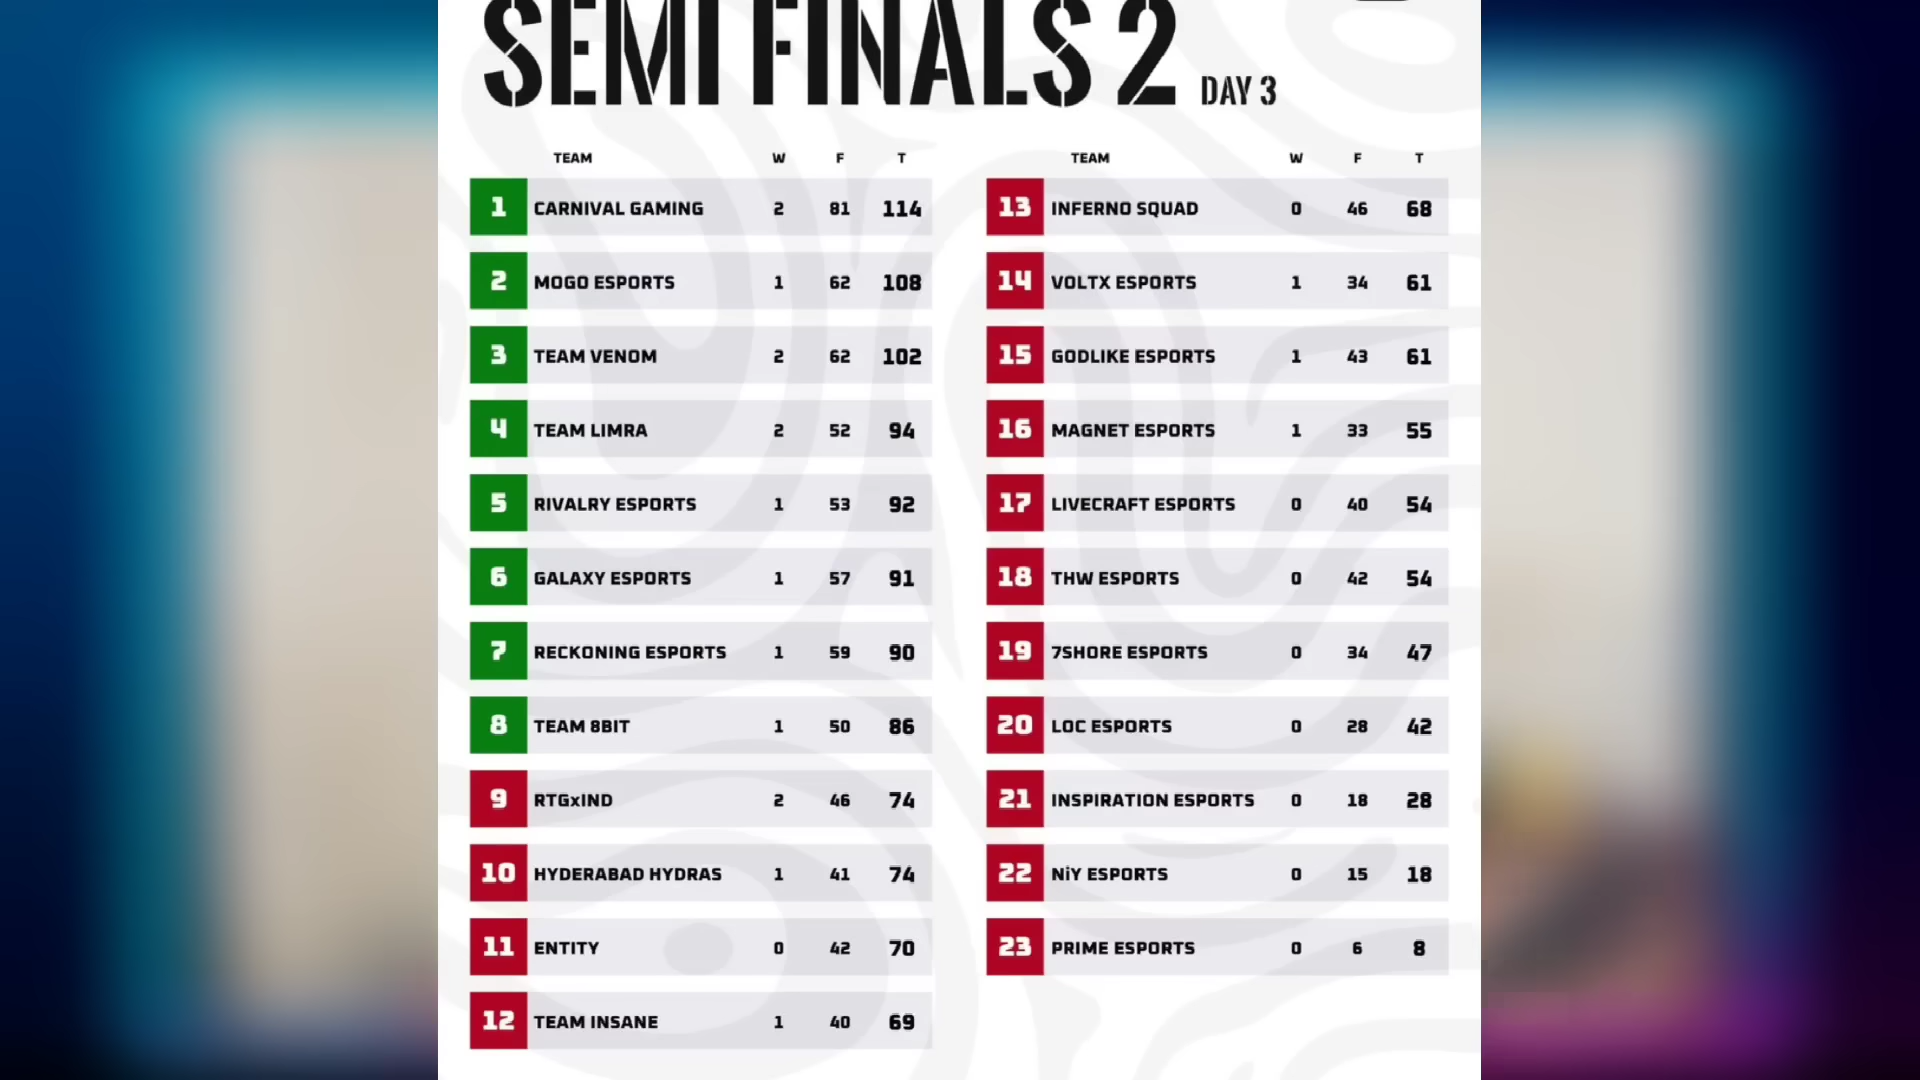 SEMI FINALS 2 DAY 3
TEAM W F T
1 CARNIVAL GAMING 2 81 114
2 MOGO ESPORTS 1 62 108
3 TEAM VENOM 2 62 102
4 TEAM LIMRA 2 52 94
5 RIVALRY ESPORTS 1 53 92
6 GALAXY ESPORTS 1 57 91
7 RECKONING ESPORTS 1 59 90
8 TEAM 8BIT 1 50 86
9 RTGxIND 2 46 74
10 HYDERABAD HYDRAS 1 41 74
11 ENTITY 0 42 70
12 TEAM INSANE 1 40 69
TEAM W F T
13 INFERNO SQUAD 0 46 68
14 VOLTX ESPORTS 1 34 61
15 GODLIKE ESPORTS 1 43 61
16 MAGNET ESPORTS 1 33 55
17 LIVECRAFT ESPORTS 0 40 54
18 THW ESPORTS 0 42 54
19 7SHORE ESPORTS 0 34 47
20 LOC ESPORTS 0 28 42
21 INSPIRATION ESPORTS 0 18 28
22 NiY ESPORTS 0 15 18
23 PRIME ESPORTS 0 6 8